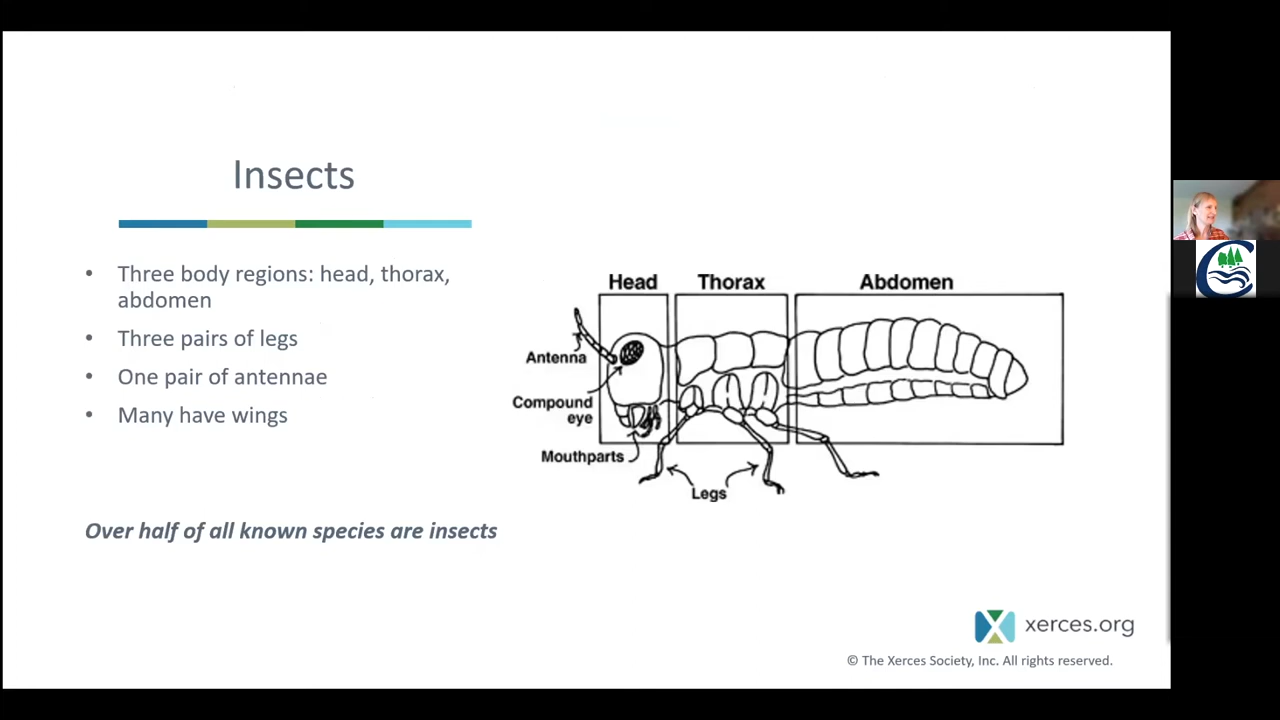 Insects
• Three body regions: head, thorax,
abdomen
• Three pairs of legs
• One pair of antennae
• Many have wings
Over half of all known species are insects
Head
Thorax
Abdomen
Antenna
Compound
eye
Mouthparts
Legs
xerces.org
© The Xerces Society, Inc. All rights reserved.